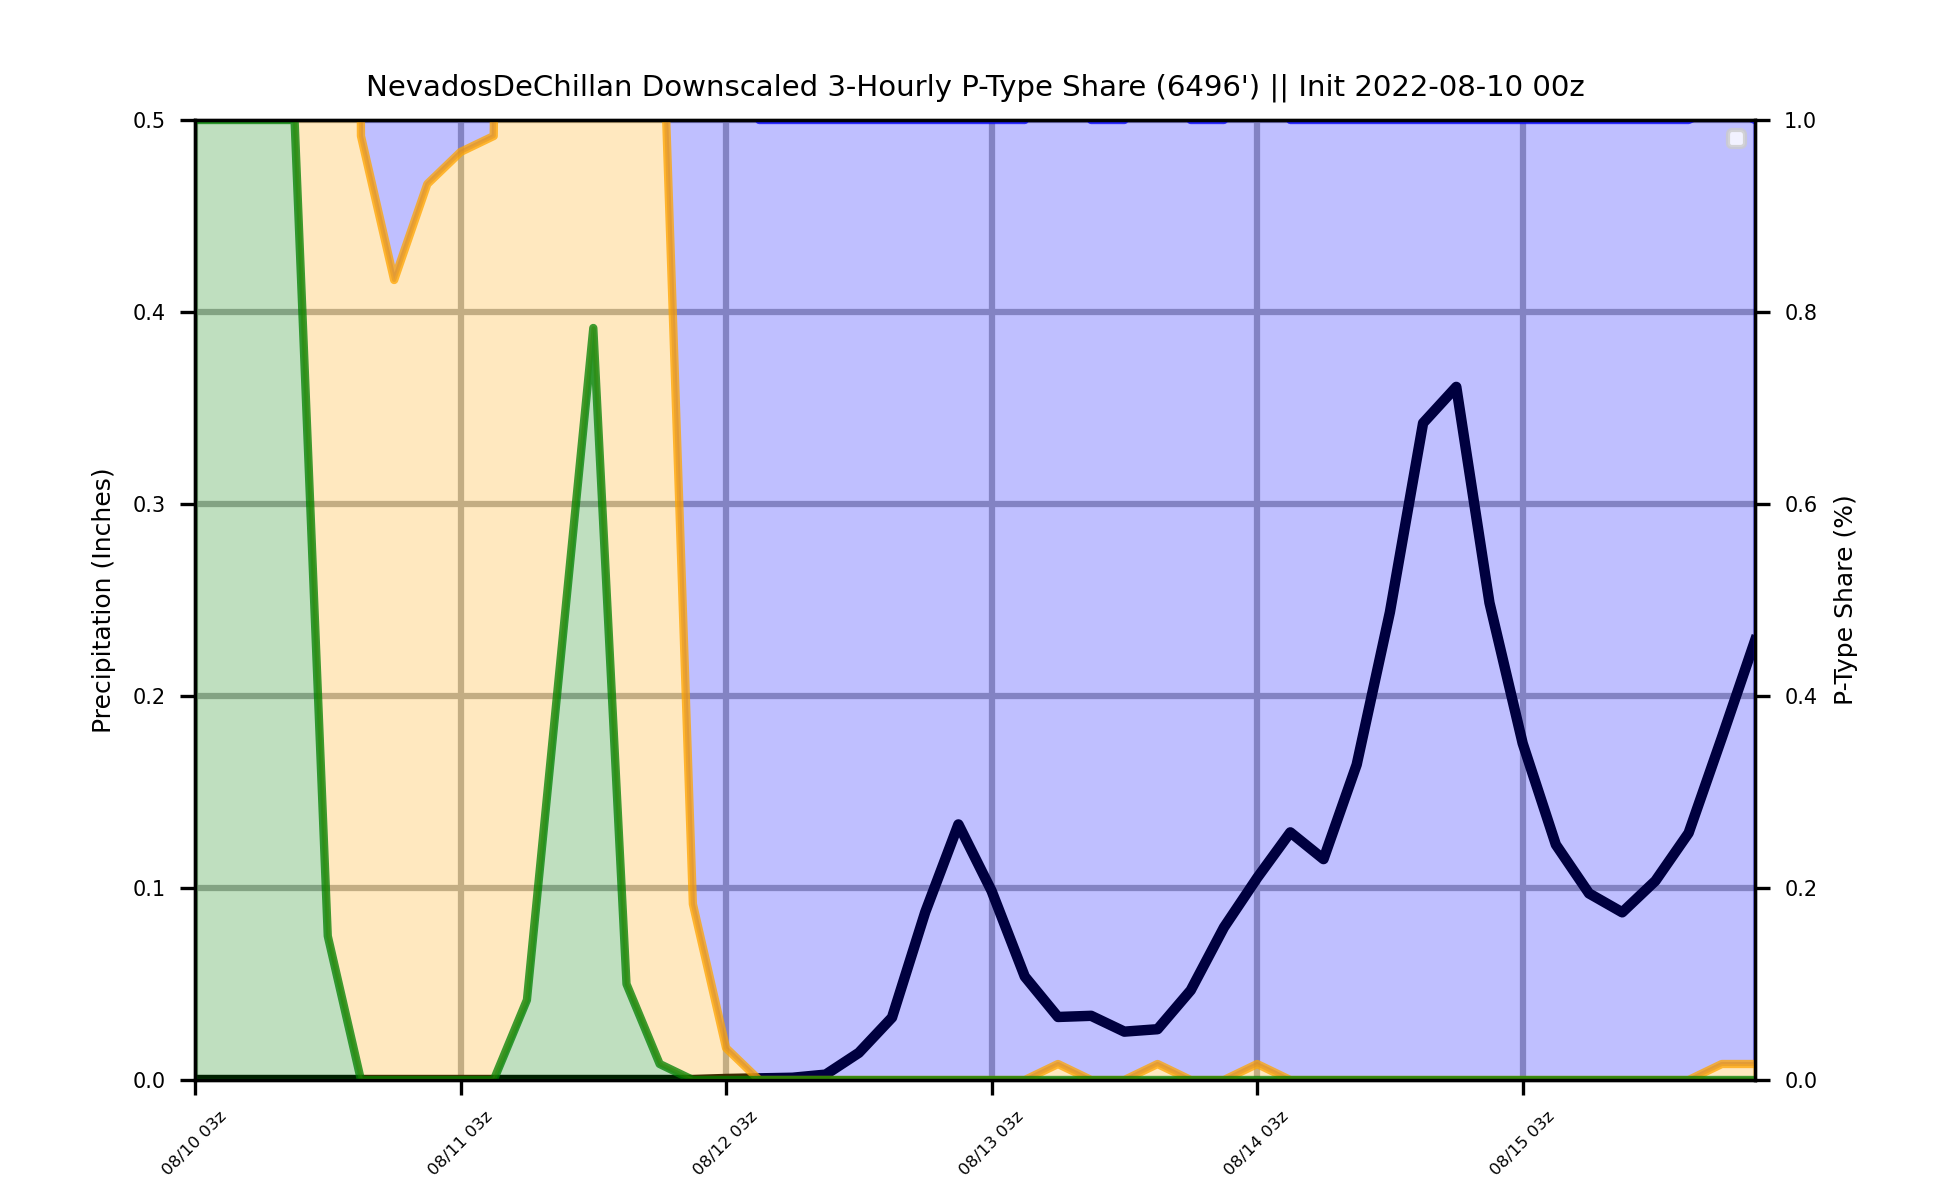 NevadosDeChillan Downscaled 3-Hourly P-Type Share (6496') || Init 2022-08-10 00z
Precipitation (Inches)
0.5
0.4
0.3
0.2
0.1
0.0
1.0
0.8
0.6
0.4
0.2
0.0
P-Type Share (%)
08/10 03z
08/11 03z
08/12 03z
08/13 03z
08/14 03z
08/15 03z